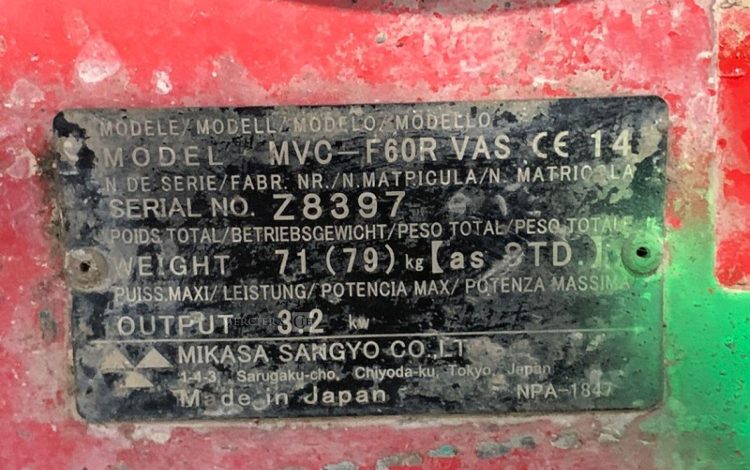 MODELE/MODELL/MODELO/MODELLO
MODEL MVC-F60R VAS CE 14
N.DE SERIE/FABR. NR./N.MATPICULA/N. MATRICOLA
SERIAL NO. Z8397
POIDS TOTAL/BETRIEBSGEWICHT/PESO TOTAL/PESO TOTALE
WEIGHT 71 (79) kg【as STD.】
PUISS.MAXI/LEISTUNG/POTENCIA MAX/POTENZA MASSIMA
OUTPUT 3.2 kw
MIKASA SANGYO CO.,LTD.
1-4-3, Sarugaku-cho, Chiyoda-ku, Tokyo, Japan
Made in Japan NPA-1847